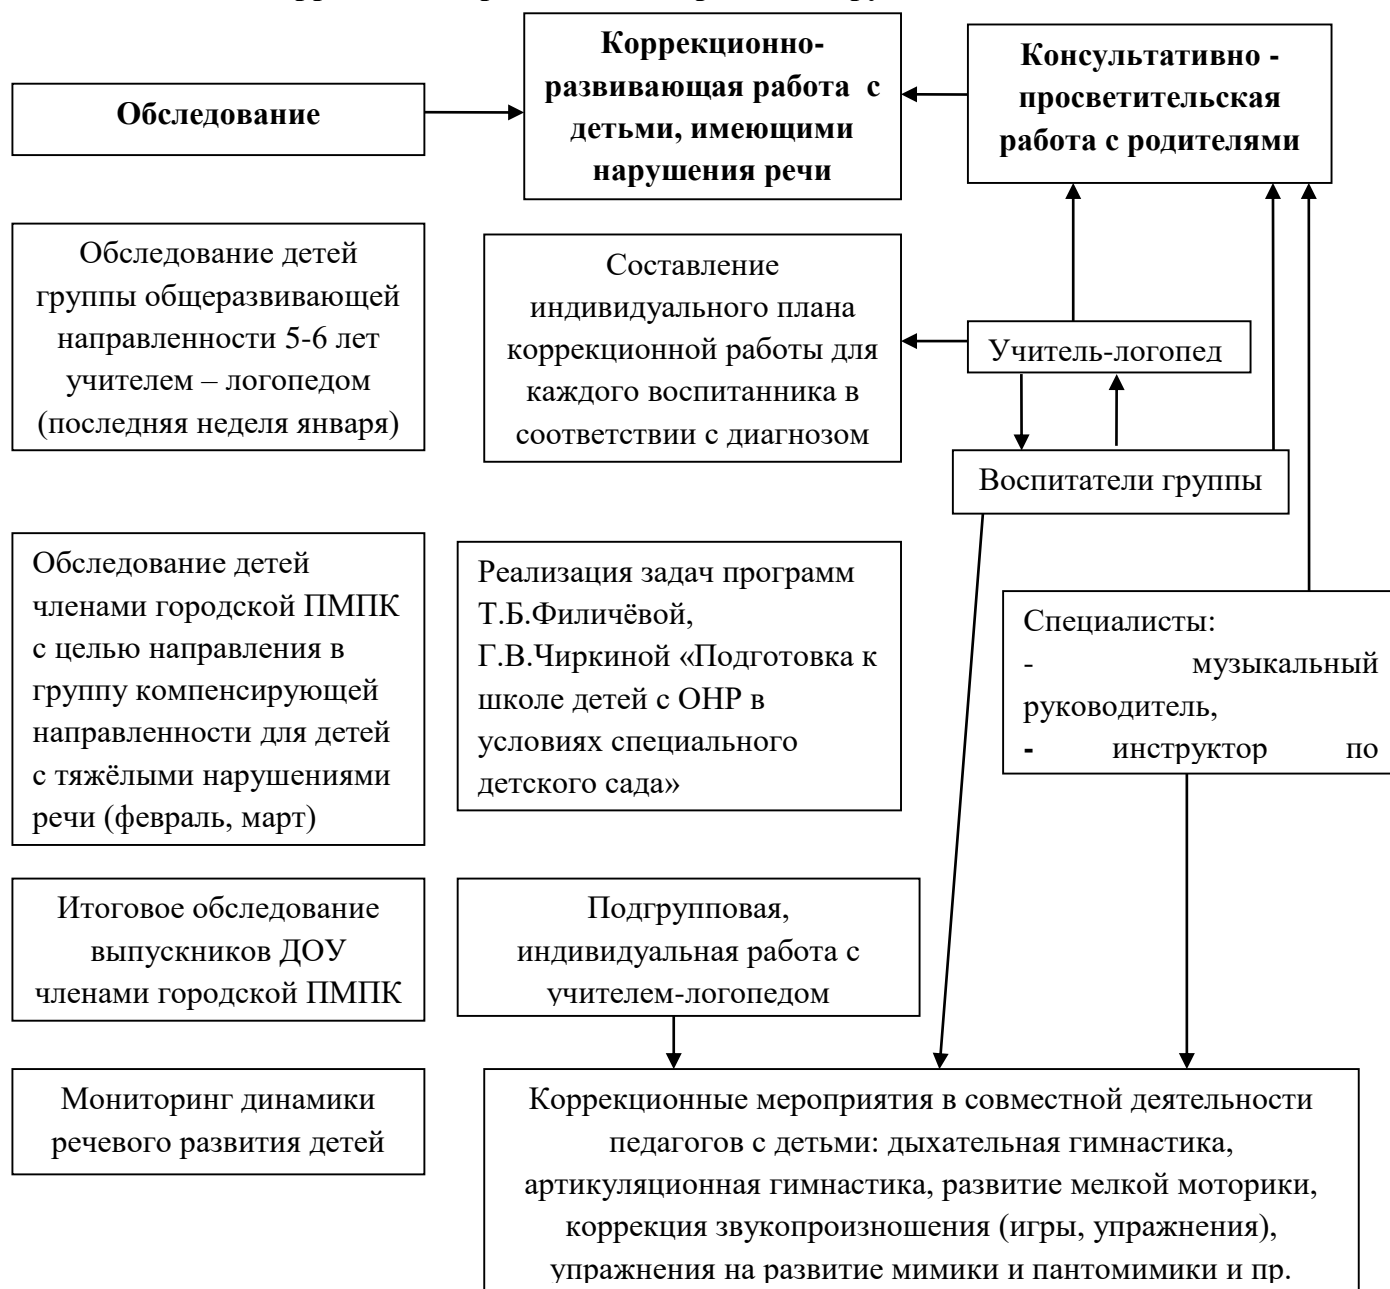 Обследование
Коррекционно-
развивающая работа с
детьми, имеющими
нарушения речи
Консультативно -
просветительская
работа с родителями
Обследование детей
группы общеразвивающей
направленности 5-6 лет
учителем – логопедом
(последняя неделя января)
Составление
индивидуального плана
коррекционной работы для
каждого воспитанника в
соответствии с диагнозом
Учитель-логопед
Воспитатели группы
Обследование детей
членами городской ПМПК
с целью направления в
группу компенсирующей
направленности для детей
с тяжёлыми нарушениями
речи (февраль, март)
Реализация задач программ
Т.Б.Филичёвой,
Г.В.Чиркиной «Подготовка к
школе детей с ОНР в
условиях специального
детского сада»
Специалисты:
- музыкальный
руководитель,
- инструктор по
Итоговое обследование
выпускников ДОУ
членами городской ПМПК
Подгрупповая,
индивидуальная работа с
учителем-логопедом
Мониторинг динамики
речевого развития детей
Коррекционные мероприятия в совместной деятельности
педагогов с детьми: дыхательная гимнастика,
артикуляционная гимнастика, развитие мелкой моторики,
коррекция звукопроизношения (игры, упражнения),
упражнения на развитие мимики и пантомимики и пр.